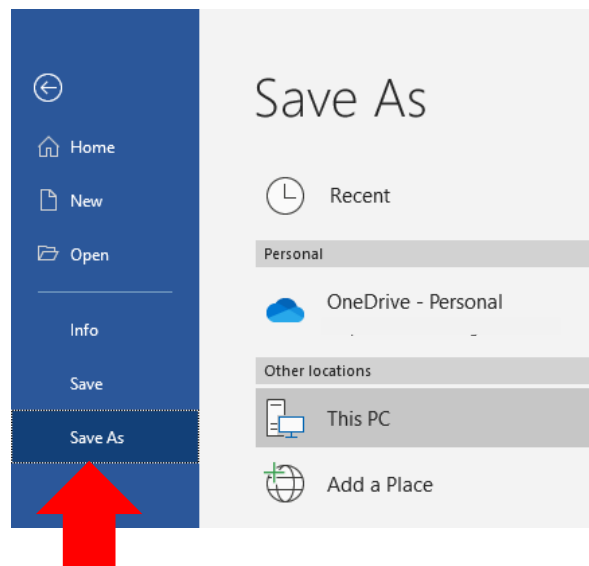 Save As
Home
New
Open
Info
Save
Save As
Recent
Personal
OneDrive - Personal
Other locations
This PC
Add a Place